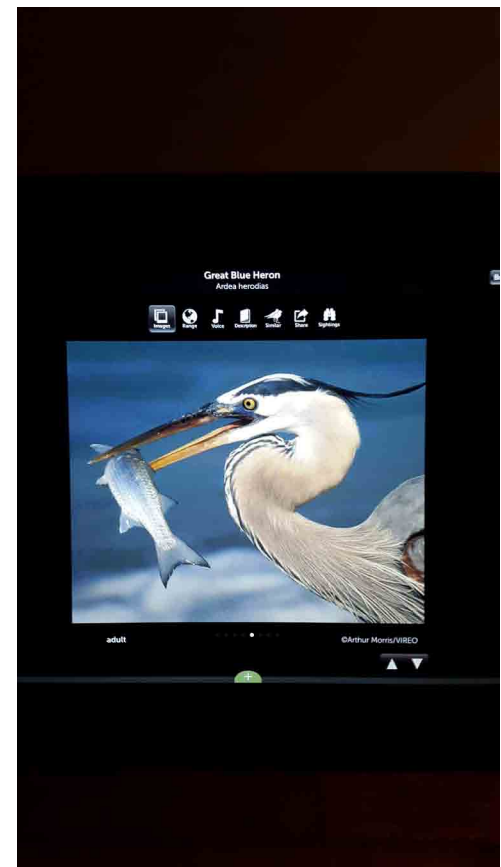 Great Blue Heron
Ardea herodias
Images Range Voice Description Similar Share Sightings
adult
©Arthur Morris/VIREO